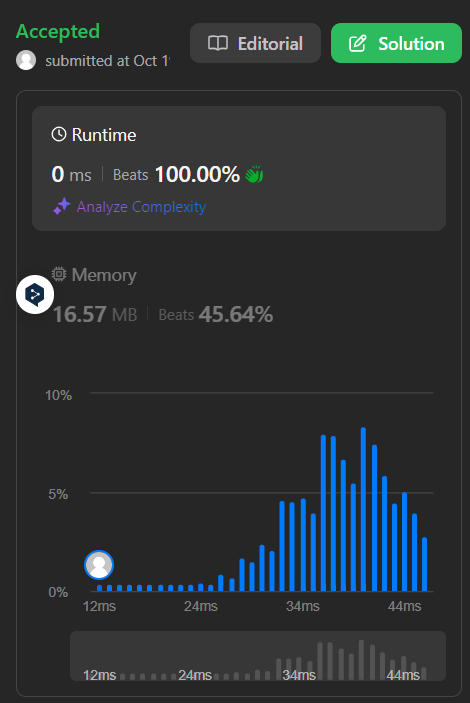 Accepted
Editorial
Solution
submitted at Oct 1
Runtime
0 ms Beats 100.00%
Analyze Complexity
Memory
16.57 MB Beats 45.64%
10%
5%
0%
12ms 24ms 34ms 44ms
12ms 24ms 34ms 44ms